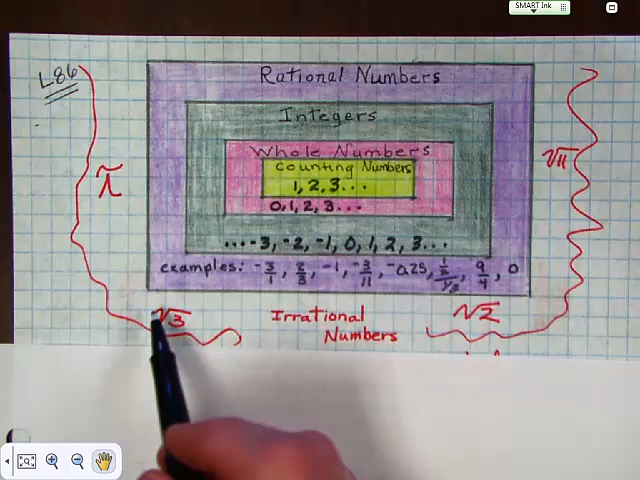 SMART Ink
L86
Rational Numbers
Integers
Whole Numbers
Counting Numbers
1, 2, 3...
0, 1, 2, 3...
....-3, -2, -1, 0, 1, 2, 3...
examples: -3/1, 2/3, -1, -3/11, -0.25, , 9/4, 0
π
√11
√3
√2
Irrational
Numbers